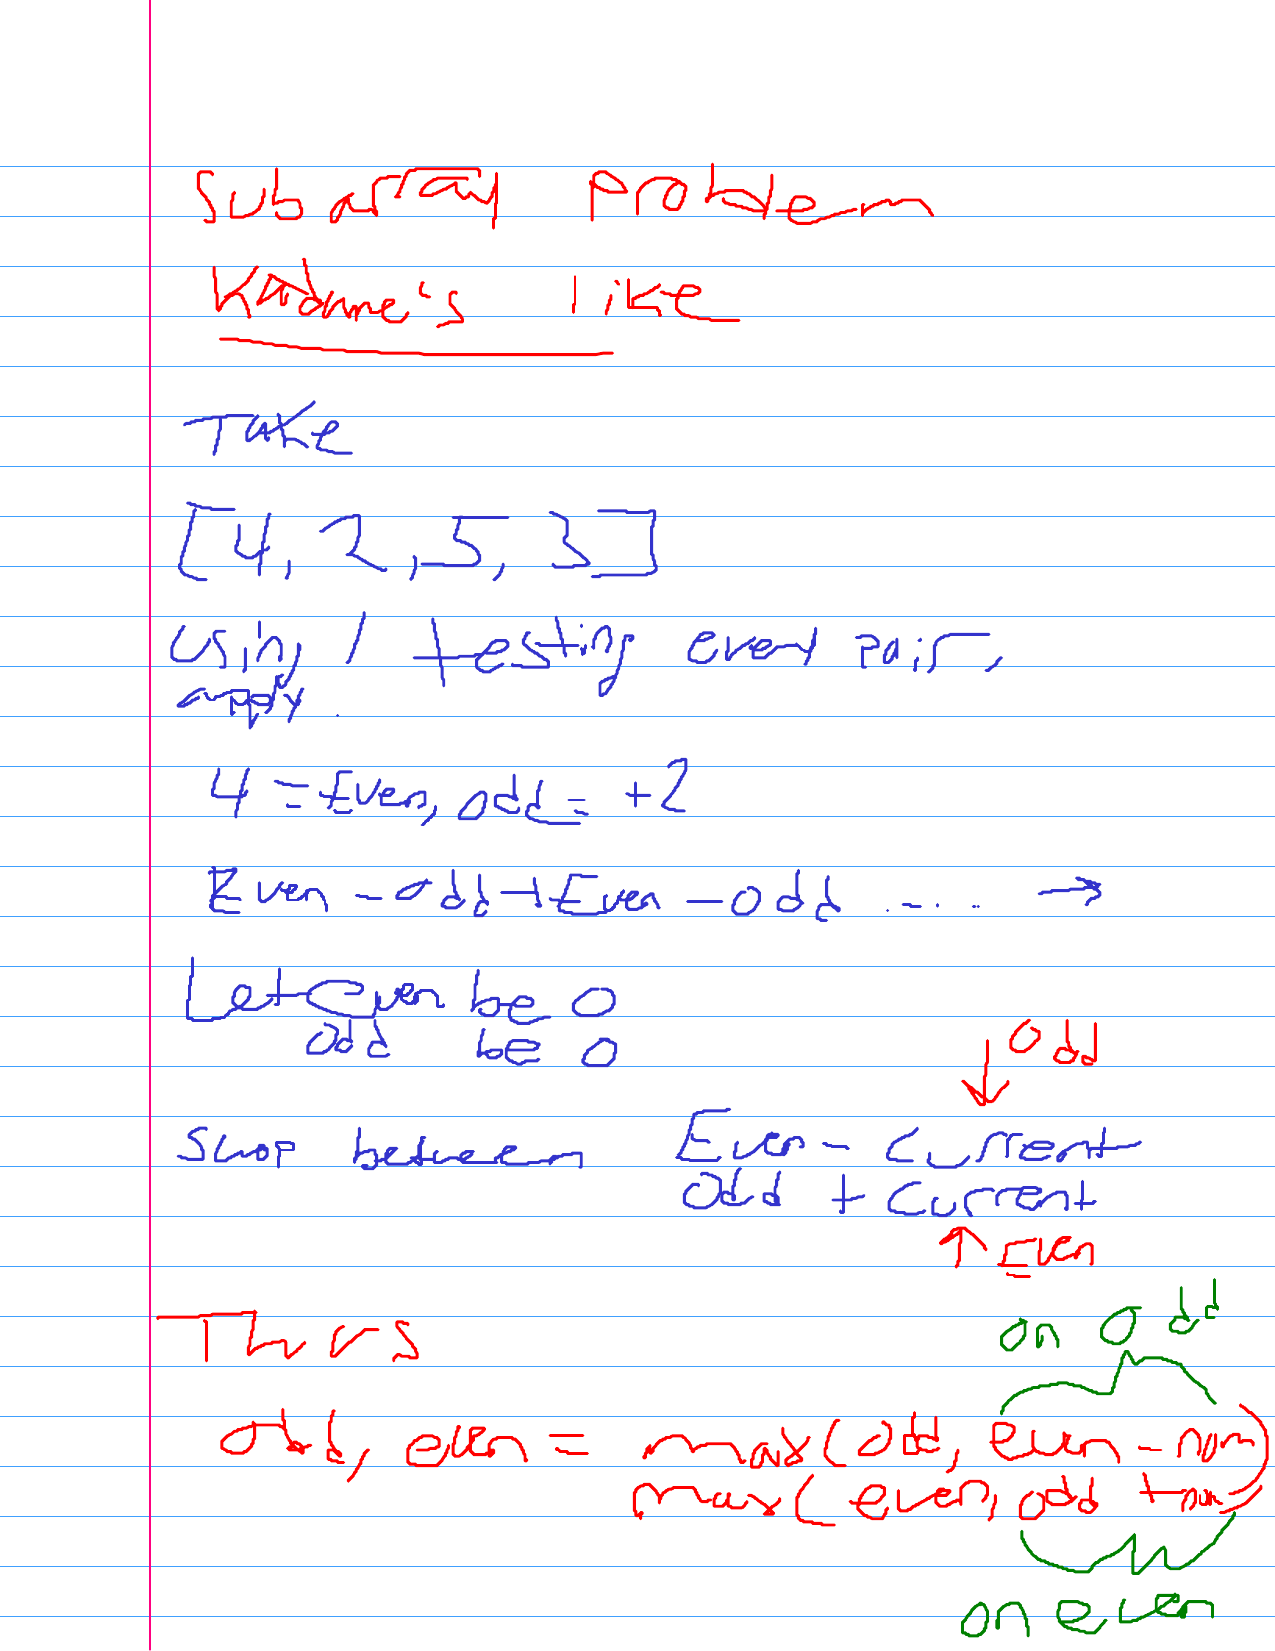 Subarray Problem
Kadane's like
Take
[4, 2, 5, 3]
Using / testing every pair,
apply.
4 = Even, odd = +2
Even - odd + Even - odd ..... →
Let Even be 0
odd be 0
↓ Odd
Swap between Even - Current
Odd + Current
↑ Even
Thus
on Odd
odd, even = max(odd, even - num)
max(even, odd + num)
on even